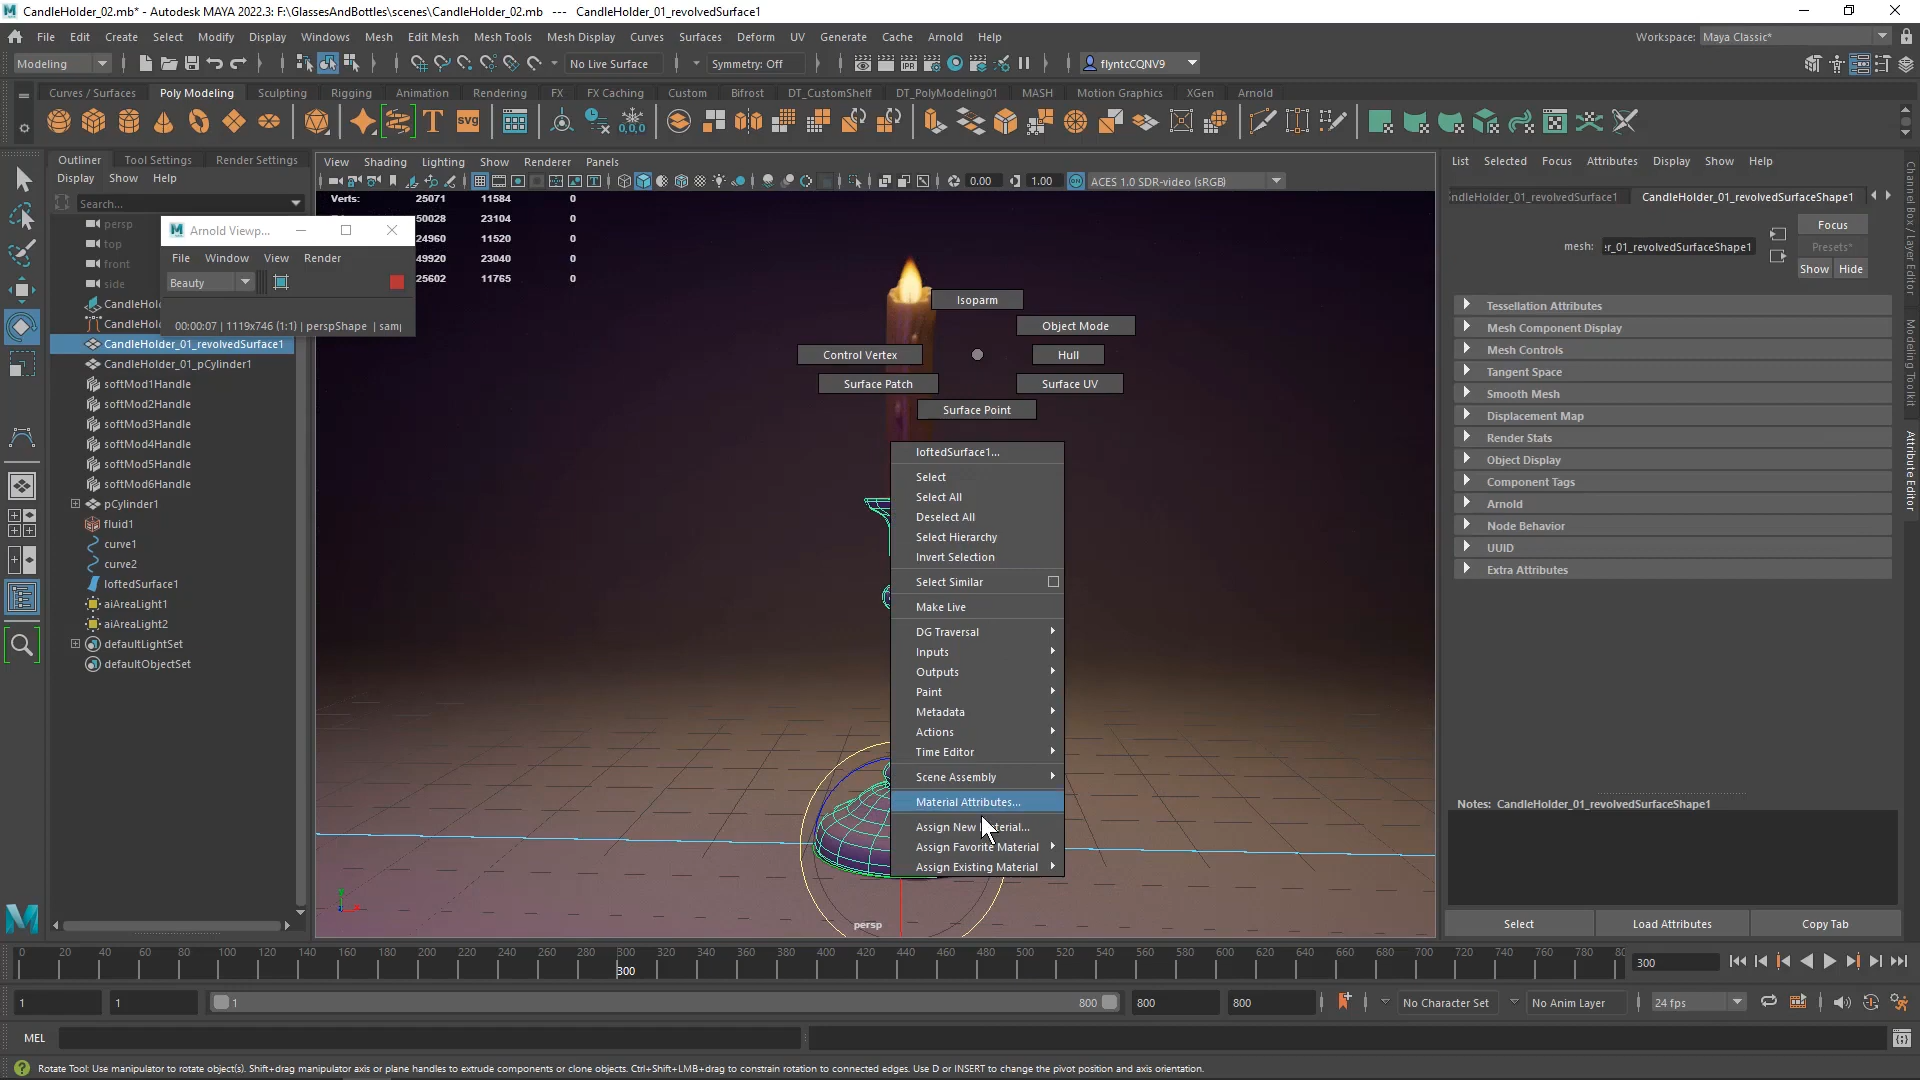 CandleHolder_02.mb* - Autodesk MAYA 2022.3: F:\GlassesAndBottles\scenes\CandleHolder_02.mb --- CandleHolder_01_revolvedSurface1
File Edit Create Select Modify Display Windows Mesh Edit Mesh Mesh Tools Mesh Display Curves Surfaces Deform UV Generate Cache Arnold Help
Workspace: Maya Classic*
Modeling No Live Surface Symmetry: Off flyntcCQNV9
Curves / Surfaces Poly Modeling Sculpting Rigging Animation Rendering FX FX Caching Custom Bifrost DT_CustomShelf DT_PolyModeling01 MASH Motion Graphics XGen Arnold
Outliner Tool Settings Render Settings
Display Show Help
Search...
persp
top
front
side
CandleHol
CandleHol
CandleHolder_01_revolvedSurface1
CandleHolder_01_pCylinder1
softMod1Handle
softMod2Handle
softMod3Handle
softMod4Handle
softMod5Handle
softMod6Handle
pCylinder1
fluid1
curve1
curve2
loftedSurface1
aiAreaLight1
aiAreaLight2
defaultLightSet
defaultObjectSet
Arnold Viewp...
File Window View Render
Beauty
00:00:07 | 1119x746 (1:1) | perspShape | sam
View Shading Lighting Show Renderer Panels
0.00 1.00 ACES 1.0 SDR-video (sRGB)
Verts: 25071 11584 0
50028 23104 0
24960 11520 0
49920 23040 0
25602 11765 0
Isoparm
Object Mode
Control Vertex
Hull
Surface Patch
Surface UV
Surface Point
loftedSurface1...
Select
Select All
Deselect All
Select Hierarchy
Invert Selection
Select Similar
Make Live
DG Traversal
Inputs
Outputs
Paint
Metadata
Actions
Time Editor
Scene Assembly
Material Attributes...
Assign New
Assign Favorite Material
Assign Existing Material
persp
List Selected Focus Attributes Display Show Help
ndleHolder_01_revolvedSurface1 CandleHolder_01_revolvedSurfaceShape1
mesh: r_01_revolvedSurfaceShape1
Focus
Presets*
Show Hide
Tessellation Attributes
Mesh Component Display
Mesh Controls
Tangent Space
Smooth Mesh
Displacement Map
Render Stats
Object Display
Component Tags
Arnold
Node Behavior
UUID
Extra Attributes
Notes: CandleHolder_01_revolvedSurfaceShape1
Select Load Attributes Copy Tab
Channel Box / Layer Editor
Modeling Toolkit
Attribute Editor
0 20 40 60 80 100 120 140 160 180 200 220 240 260 280 300 320 340 360 380 400 420 440 460 480 500 520 540 560 580 600 620 640 660 680 700 720 740 760 780 80
300
300
1 1 1 800 800 800 No Character Set No Anim Layer 24 fps
MEL
Rotate Tool: Use manipulator to rotate object(s). Shift+drag manipulator axis or plane handles to extrude components or clone objects. Ctrl+Shift+LMB+drag to constrain rotation to connected edges. Use D or INSERT to change the pivot position and axis orientation.